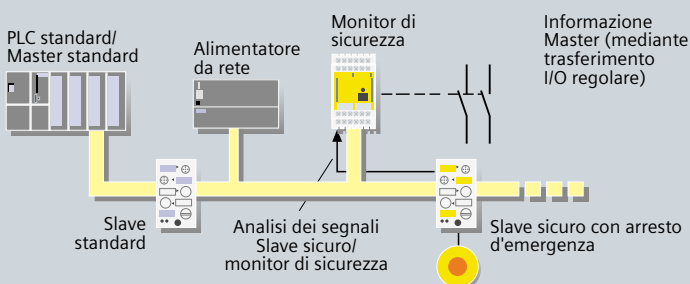 PLC standard/
Master standard
Alimentatore
da rete
Monitor di
sicurezza
Informazione
Master (mediante
trasferimento
I/O regolare)
Slave
standard
Analisi dei segnali
Slave sicuro/
monitor di sicurezza
Slave sicuro con arresto
d'emergenza